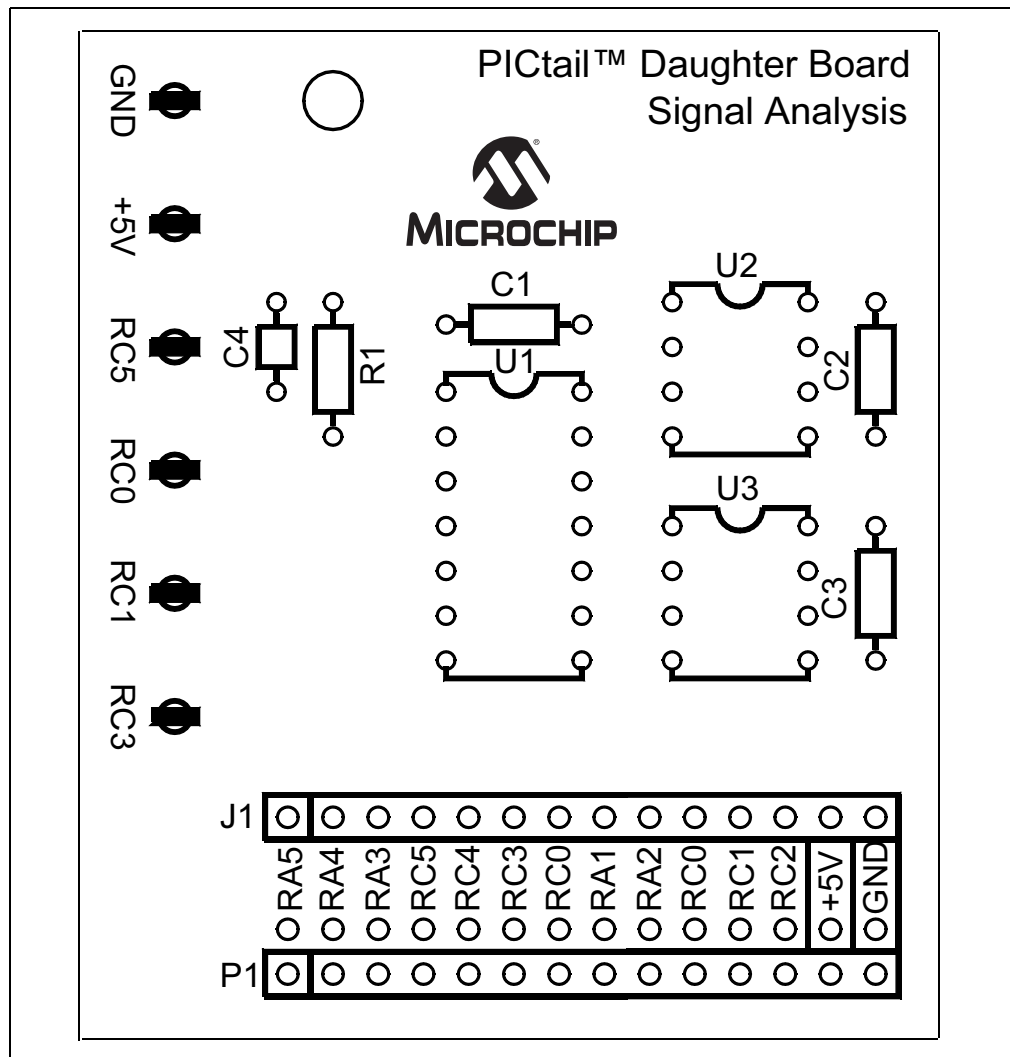 PICtail™ Daughter Board
Signal Analysis
MICROCHIP
®
GND
+5V
RC5
RC0
RC1
RC3
C4
R1
C1
U1
U2
C2
U3
C3
J1
RA5 RA4 RA3 RC5 RC4 RC3 RC0 RA1 RA2 RC0 RC1 RC2 +5V GND
P1